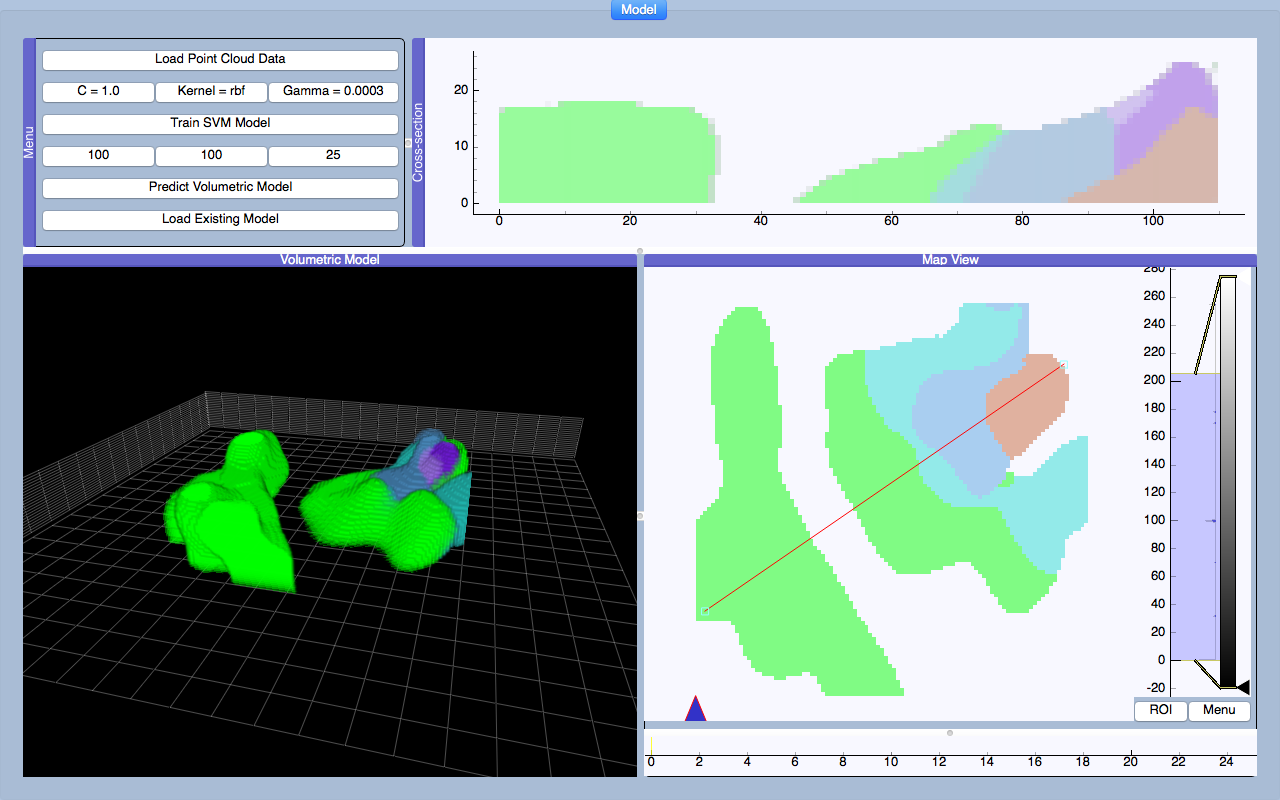 Model
Menu
Load Point Cloud Data
C = 1.0 Kernel = rbf Gamma = 0.0003
Train SVM Model
100 100 25
Predict Volumetric Model
Load Existing Model
Cross-section
20
10
0
0 20 40 60 80 100
Volumetric Model
Map View
280
260
240
220
200
180
160
140
120
100
80
60
40
20
0
-20
ROI Menu
0 2 4 6 8 10 12 14 16 18 20 22 24